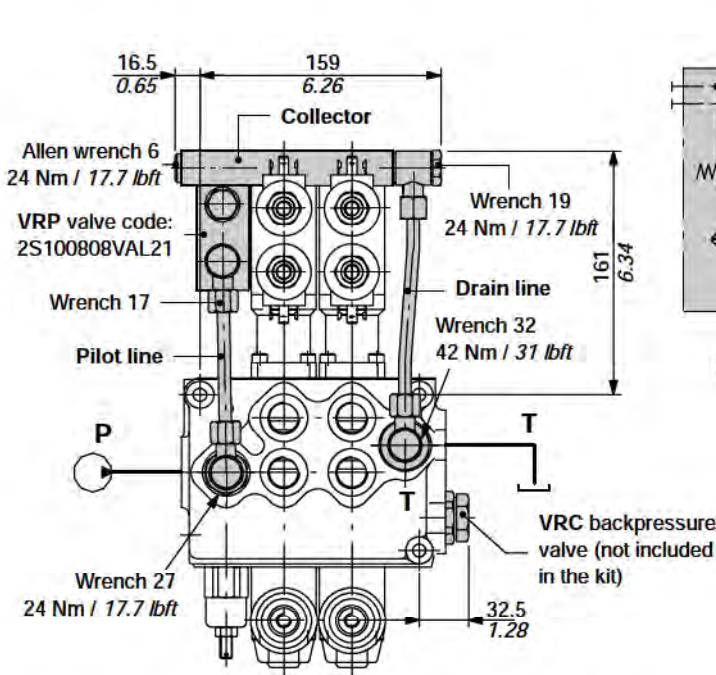 16.5
0.65
159
6.26
Collector
Allen wrench 6
24 Nm / 17.7 lbft
VRP valve code:
2S100808VAL21
Wrench 17
Pilot line
P
Wrench 19
24 Nm / 17.7 lbft
161
6.34
Drain line
Wrench 32
42 Nm / 31 lbft
T
T
VRC backpressure
valve (not included
in the kit)
Wrench 27
24 Nm / 17.7 lbft
32.5
1.28